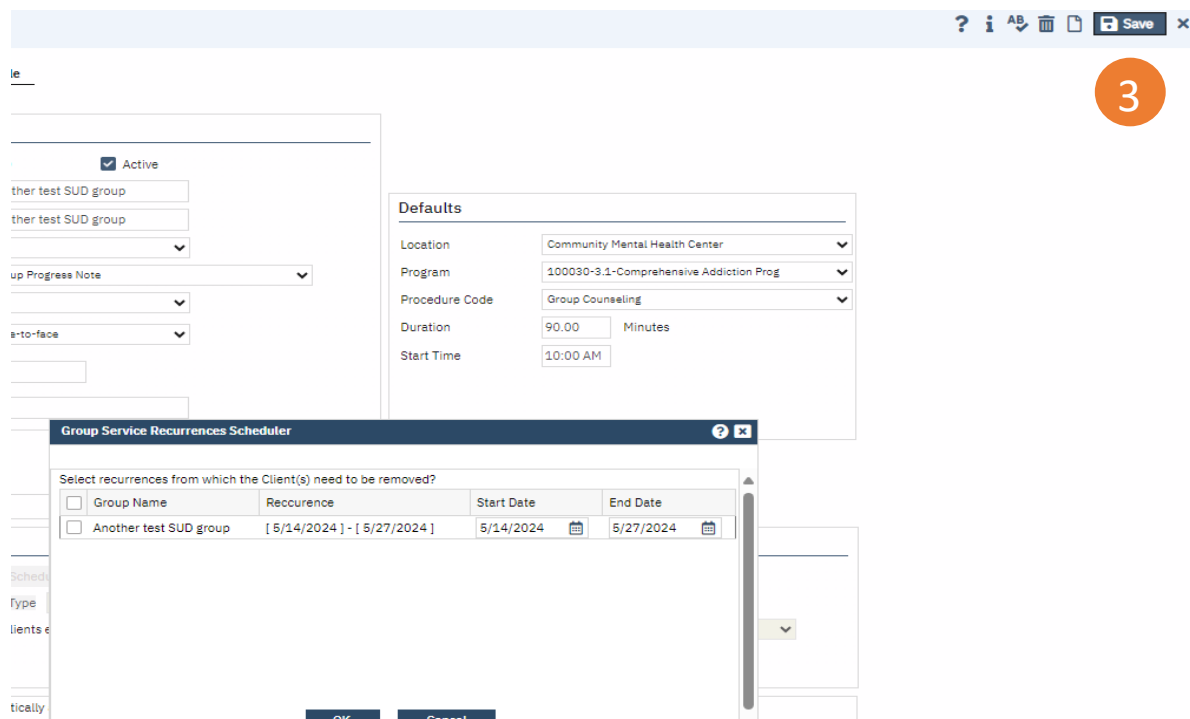 ? i AB Save ×
le
3
Active
ther test SUD group
ther test SUD group
up Progress Note
e-to-face
Defaults
Location Community Mental Health Center
Program 100030-3.1-Comprehensive Addiction Prog
Procedure Code Group Counseling
Duration 90.00 Minutes
Start Time 10:00 AM
Group Service Recurrences Scheduler ?
Select recurrences from which the Client(s) need to be removed?
Group Name Reccurence Start Date End Date
Another test SUD group [ 5/14/2024 ] - [ 5/27/2024 ] 5/14/2024 5/27/2024
Schedu
Type
lients e
tically
OK Cancel